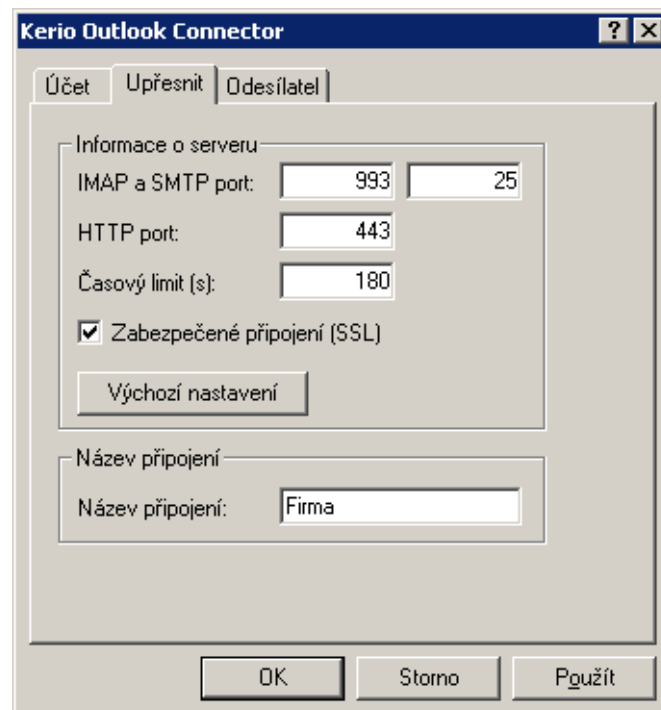 Kerio Outlook Connector
Účet Upřesnit Odesílatel
Informace o serveru
IMAP a SMTP port: 993 25
HTTP port: 443
Časový limit (s): 180
Zabezpečené připojení (SSL)
Výchozí nastavení
Název připojení
Název připojení: Firma
OK Storno Použít